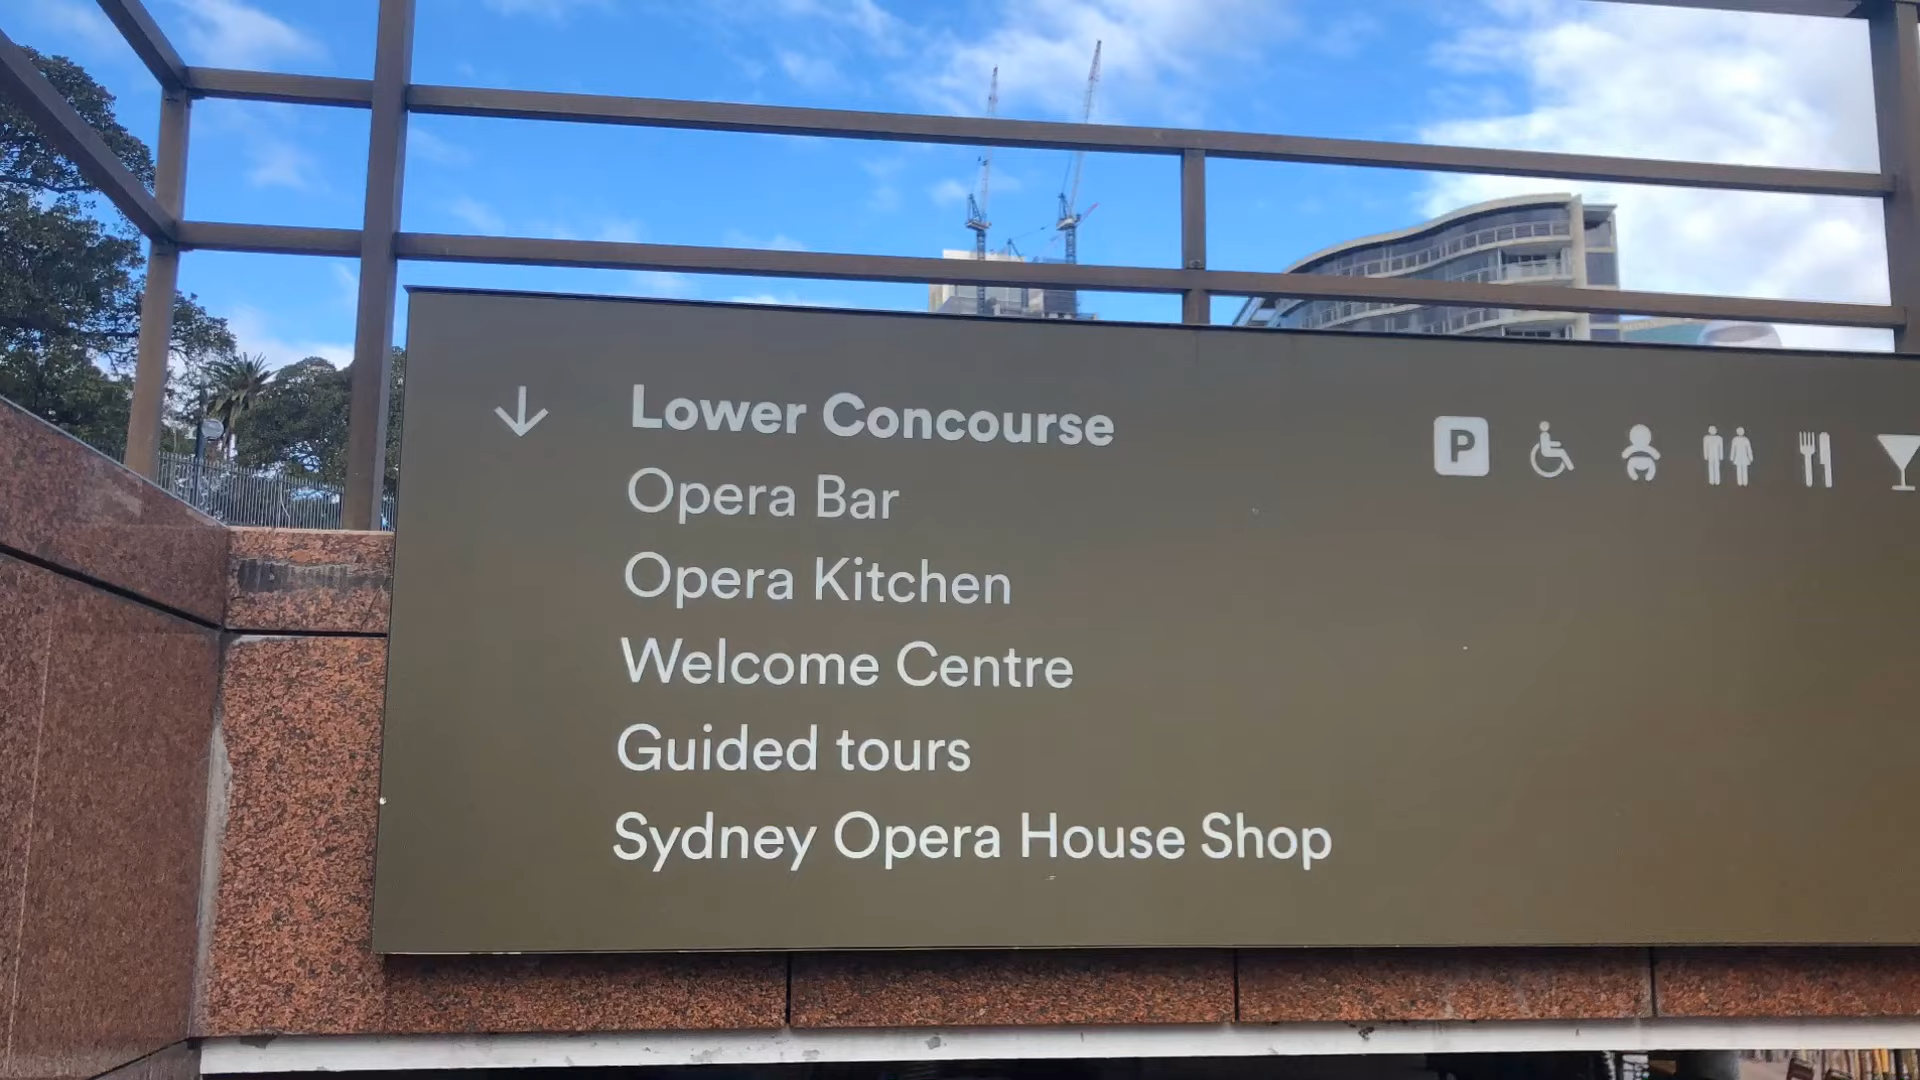 Lower Concourse
P
Opera Bar
Opera Kitchen
Welcome Centre
Guided tours
Sydney Opera House Shop